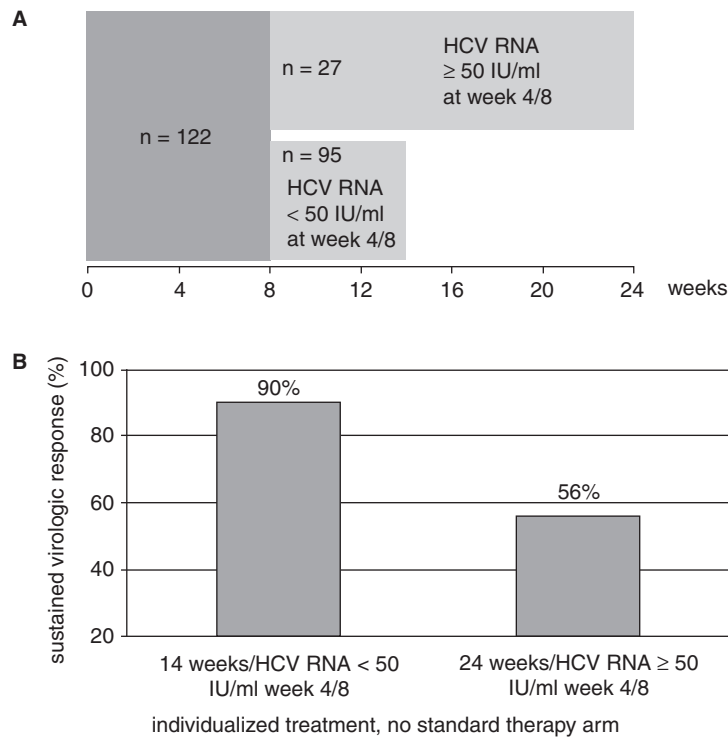 A
n = 122
n = 27
HCV RNA
≥ 50 IU/ml
at week 4/8
n = 95
HCV RNA
< 50 IU/ml
at week 4/8
0 4 8 12 16 20 24 weeks
B
sustained virologic response (%)
100
80
60
40
20
90%
56%
14 weeks/HCV RNA < 50
IU/ml week 4/8
24 weeks/HCV RNA ≥ 50
IU/ml week 4/8
individualized treatment, no standard therapy arm